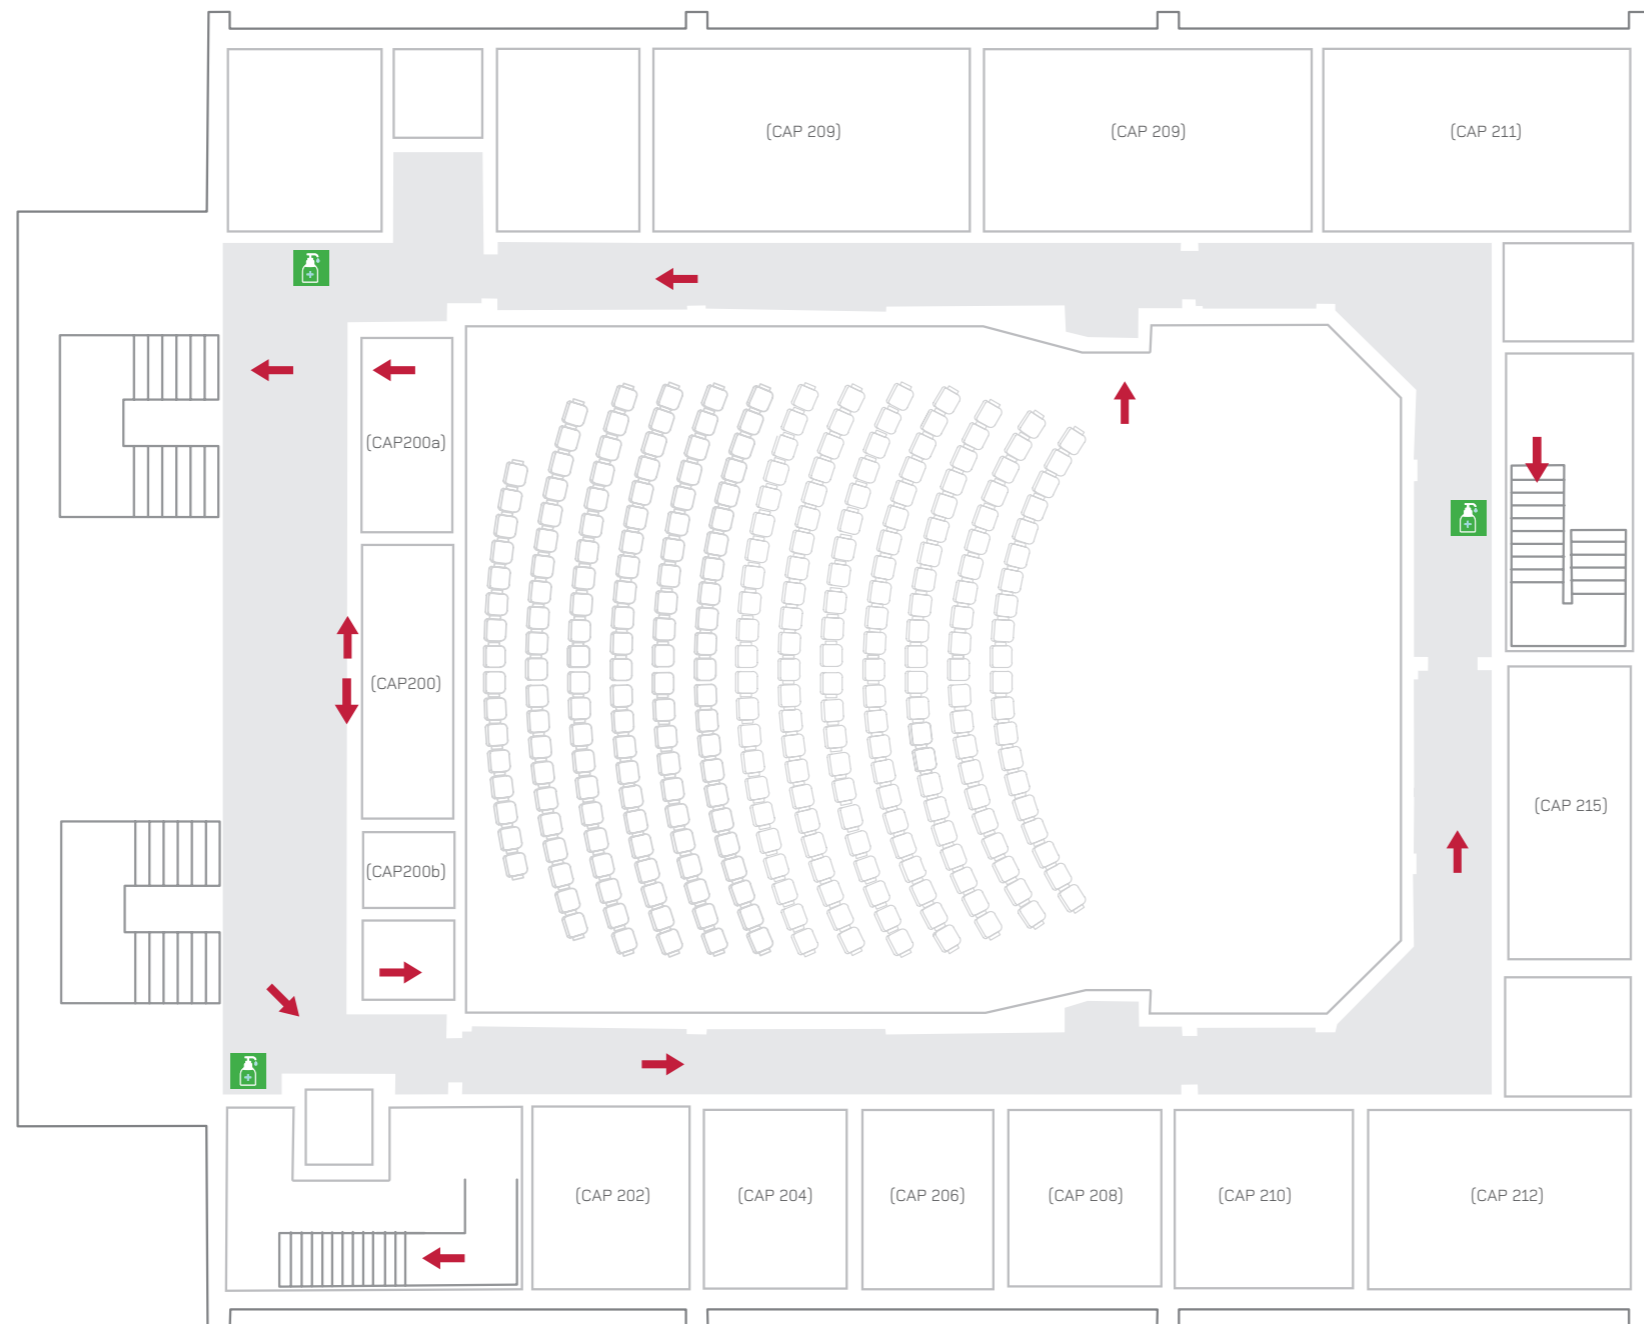 (CAP 209)
(CAP 209)
(CAP 211)
(CAP200a)
(CAP200)
(CAP 215)
(CAP200b)
(CAP 202)
(CAP 204)
(CAP 206)
(CAP 208)
(CAP 210)
(CAP 212)